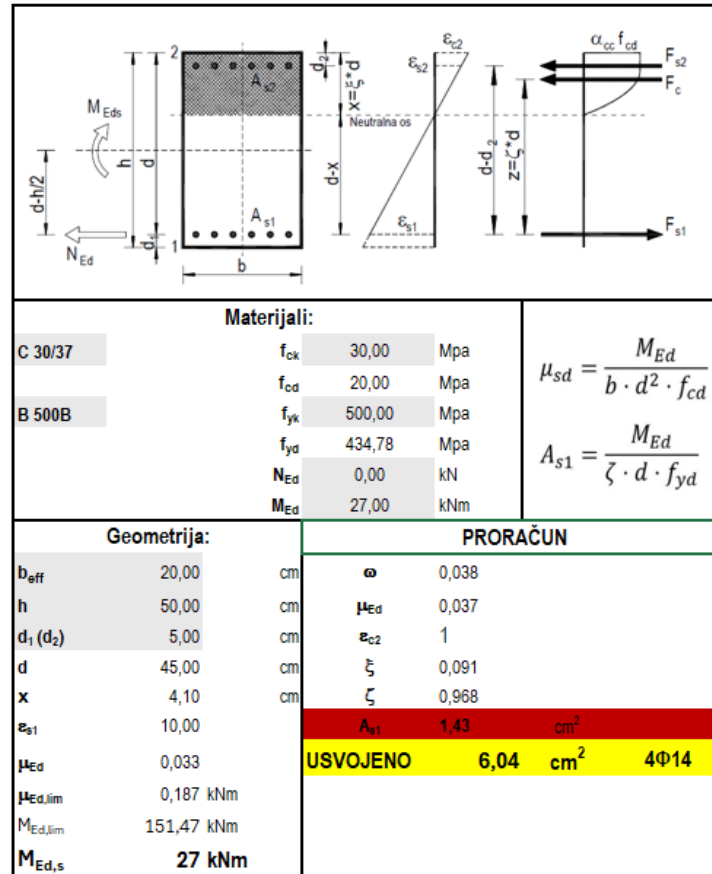 2
1
A s2
A s1
M Eds
N Ed
d-h/2
h
d
d1
b
d2
x=ξ*d
d-x
Neutralna os
εc2
εs2
εs1
d-d2
z=ζ*d
αcc fcd
Fs2
Fc
Fs1
Materijali:
C 30/37 fck 30,00 Mpa
fcd 20,00 Mpa
B 500B fyk 500,00 Mpa
fyd 434,78 Mpa
NEd 0,00 kN
MEd 27,00 kNm
μsd = MEd / (b · d² · fcd)
As1 = MEd / (ζ · d · fyd)
Geometrija:
beff 20,00 cm
h 50,00 cm
d1 (d2) 5,00 cm
d 45,00 cm
x 4,10 cm
εs1 10,00
μEd 0,033
μEd,lim 0,187 kNm
MEd,lim 151,47 kNm
MEd,s 27 kNm
PRORAČUN
ω 0,038
μEd 0,037
εc2 1
ξ 0,091
ζ 0,968
As1 1,43 cm²
USVOJENO 6,04 cm² 4Φ14